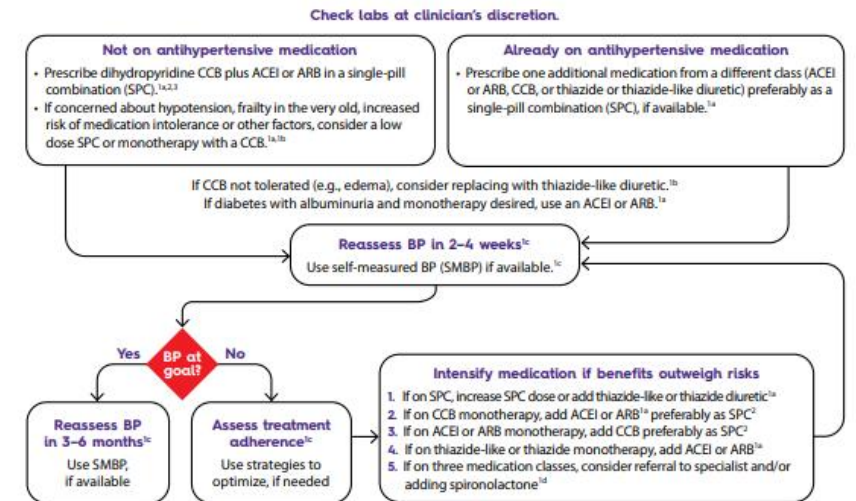 Check labs at clinician's discretion.
Not on antihypertensive medication
• Prescribe dihydropyridine CCB plus ACEI or ARB in a single-pill
combination (SPC).1a,2,3
• If concerned about hypotension, frailty in the very old, increased
risk of medication intolerance or other factors, consider a low
dose SPC or monotherapy with a CCB.1a,1b
Already on antihypertensive medication
• Prescribe one additional medication from a different class (ACEI
or ARB, CCB, or thiazide or thiazide-like diuretic) preferably as a
single-pill combination (SPC), if available.1a
If CCB not tolerated (e.g., edema), consider replacing with thiazide-like diuretic.1b
If diabetes with albuminuria and monotherapy desired, use an ACEI or ARB.1a
Reassess BP in 2–4 weeks1c
Use self-measured BP (SMBP) if available.1c
BP at
goal?
Yes
No
Reassess BP
in 3–6 months1c
Use SMBP,
if available
Assess treatment
adherence1c
Use strategies to
optimize, if needed
Intensify medication if benefits outweigh risks
1. If on SPC, increase SPC dose or add thiazide-like or thiazide diuretic1a
2. If on CCB monotherapy, add ACEI or ARB1a preferably as SPC2
3. If on ACEI or ARB monotherapy, add CCB preferably as SPC2
4. If on thiazide-like or thiazide monotherapy, add ACEI or ARB1a
5. If on three medication classes, consider referral to specialist and/or
adding spironolactone1d